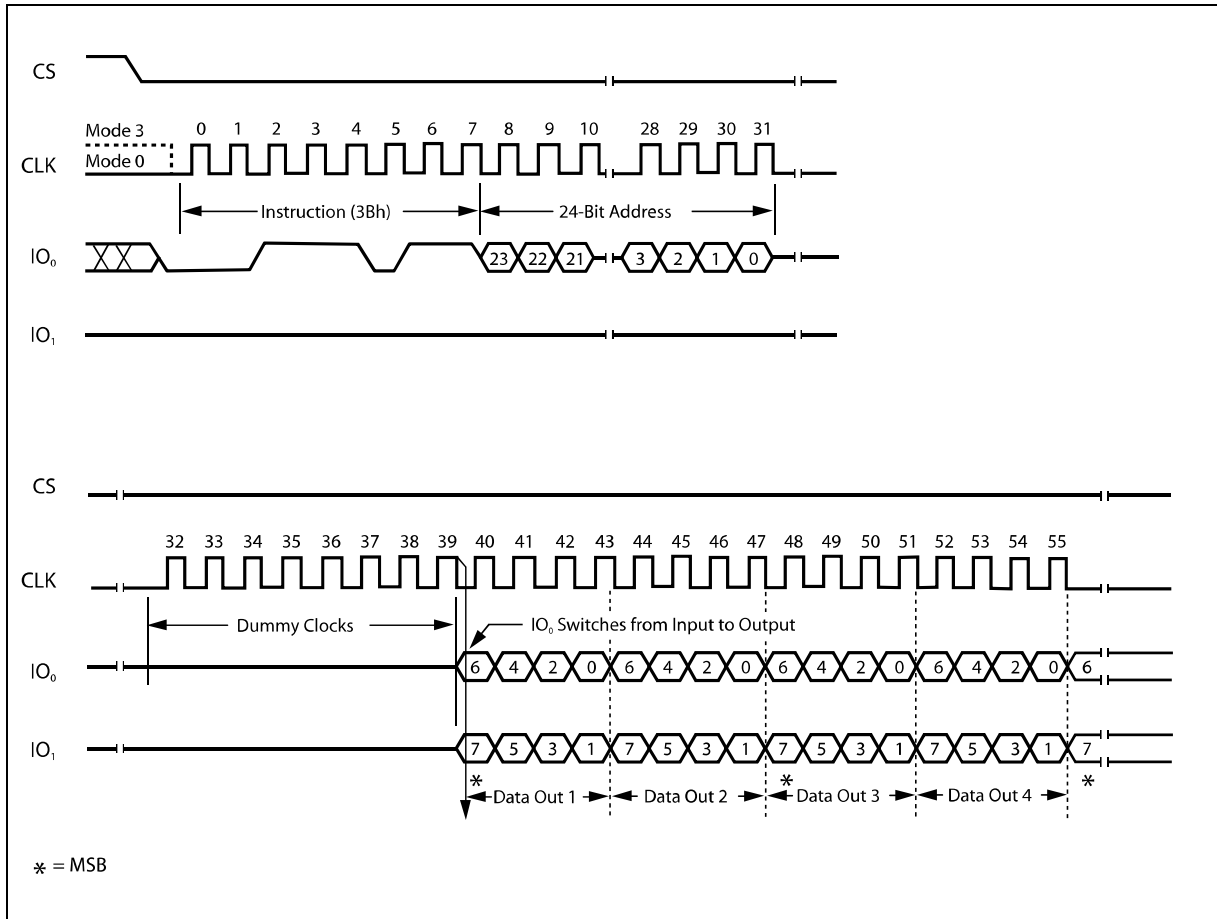 CS
Mode 3
0 1 2 3 4 5 6 7 8 9 10 28 29 30 31
CLK
Mode 0
Instruction (3Bh) 24-Bit Address
IO₀
23 22 21 3 2 1 0
IO₁
CS
32 33 34 35 36 37 38 39 40 41 42 43 44 45 46 47 48 49 50 51 52 53 54 55
CLK
Dummy Clocks IO₀ Switches from Input to Output
IO₀
6 4 2 0 6 4 2 0 6 4 2 0 6 4 2 0 6
IO₁
7 5 3 1 7 5 3 1 7 5 3 1 7 5 3 1 7
* * *
Data Out 1 Data Out 2 Data Out 3 Data Out 4
* = MSB